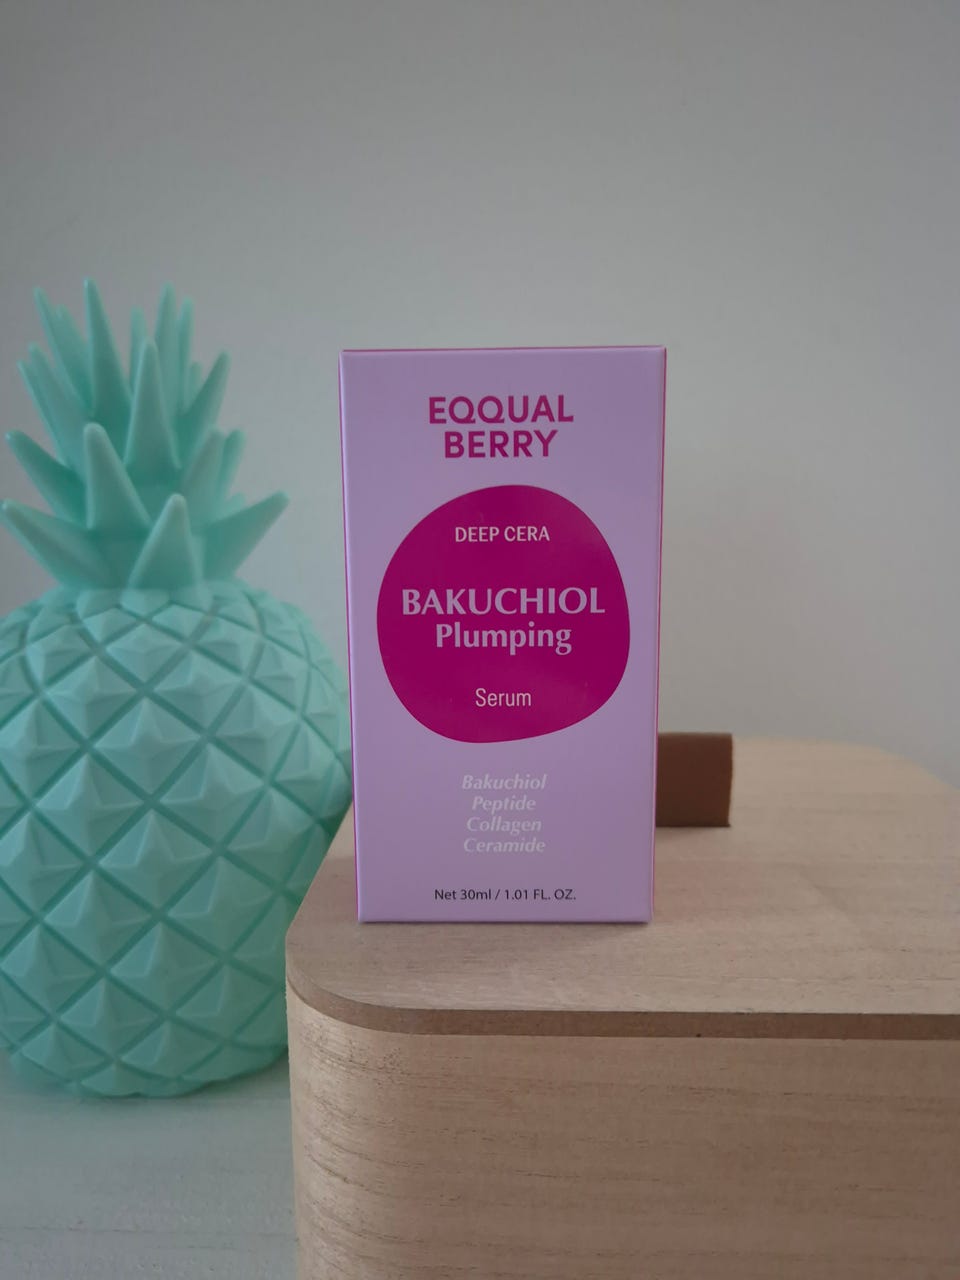 EQQUAL
BERRY
DEEP CERA
BAKUCHIOL
Plumping
Serum
Bakuchiol
Peptide
Collagen
Ceramide
Net 30ml / 1.01 FL. OZ.